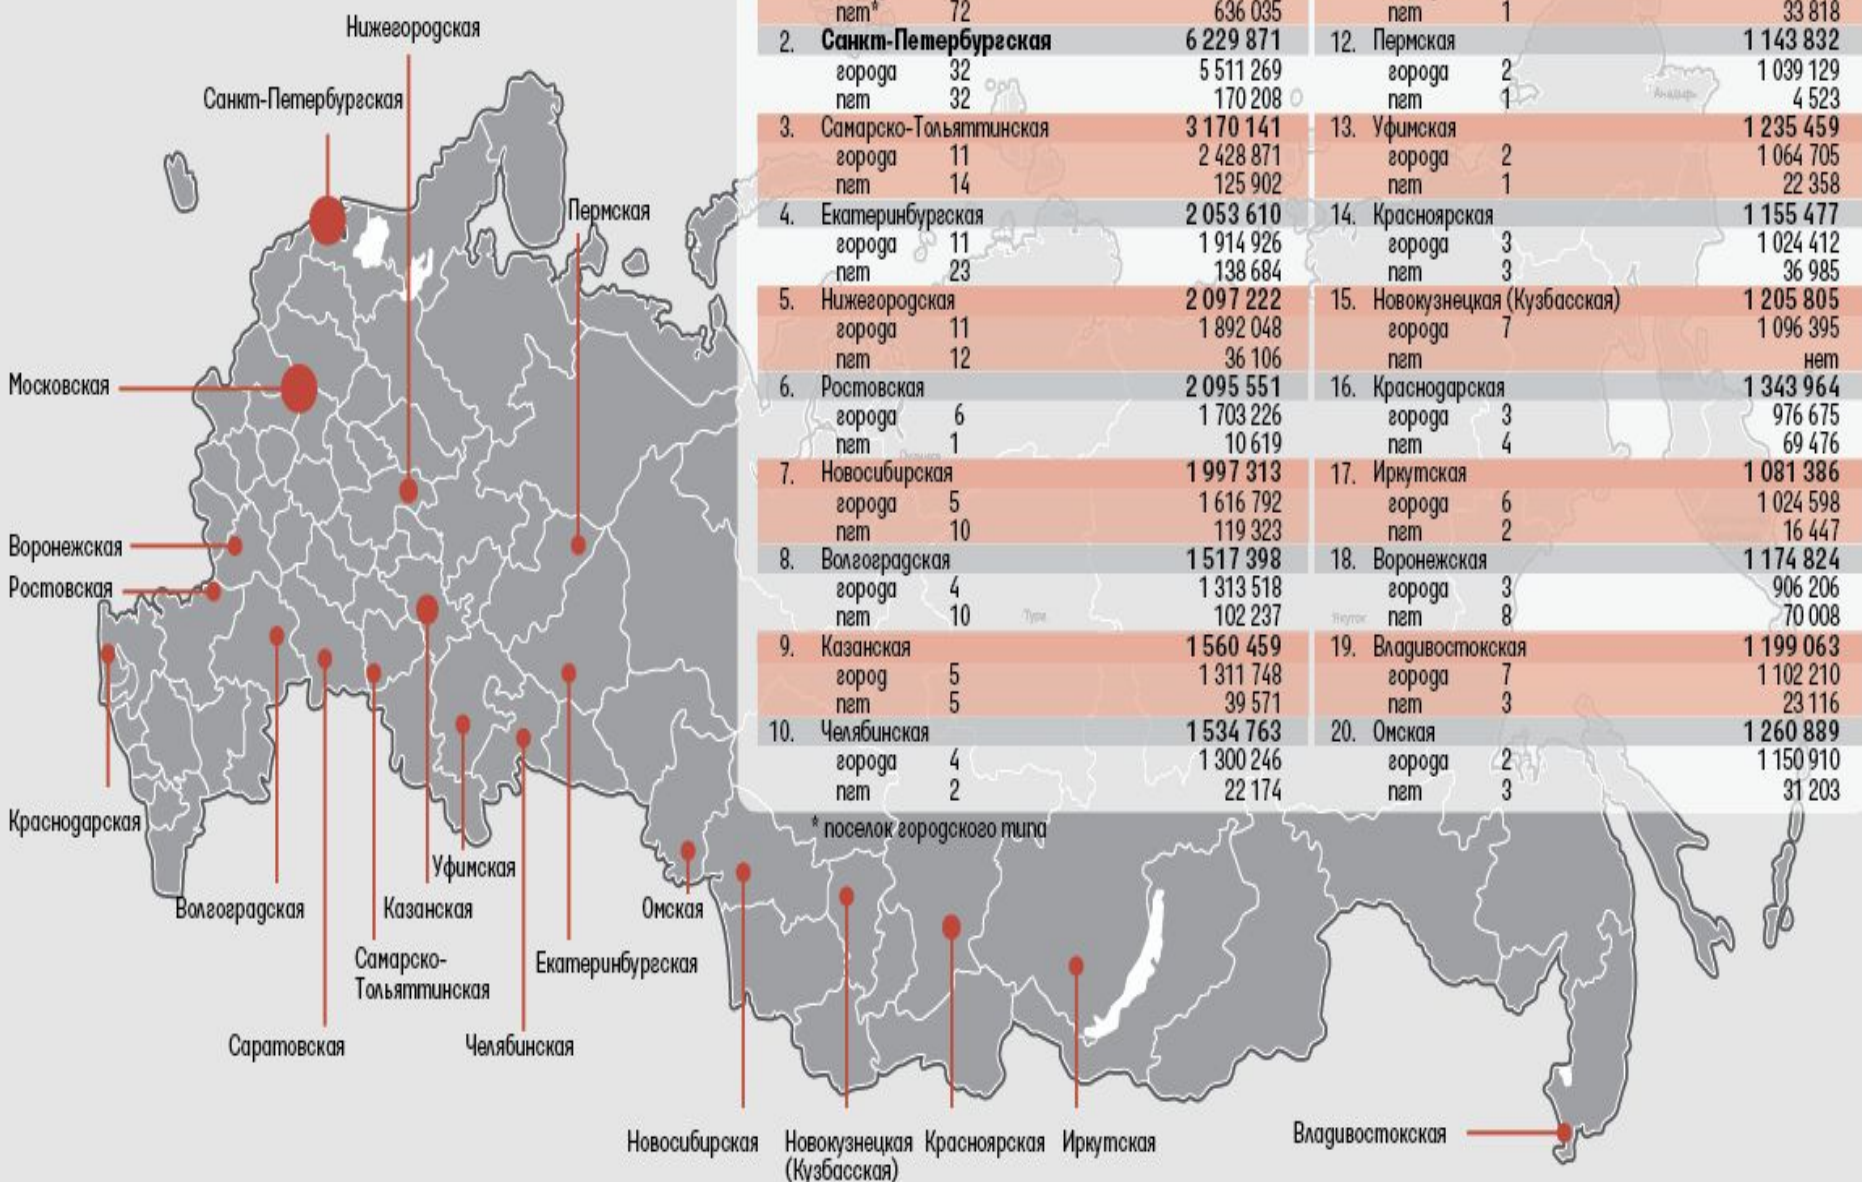 Нижегородская
Санкт-Петербургская
Пермская
Московская
Воронежская
Ростовская
Краснодарская
Уфимская
Волгоградская
Казанская
Омская
Самарско-
Тольяттинская
Екатеринбургская
Саратовская
Челябинская
Новосибирская
Новокузнецкая
(Кузбасская)
Красноярская
Иркутская
Владивостокская
пгт* 72 636 035
2. Санкт-Петербургская 6 229 871
города 32 5 511 269
пгт 32 170 208
3. Самарско-Тольяттинская 3 170 141
города 11 2 428 871
пгт 14 125 902
4. Екатеринбургская 2 053 610
города 11 1 914 926
пгт 23 138 684
5. Нижегородская 2 097 222
города 11 1 892 048
пгт 12 36 106
6. Ростовская 2 095 551
города 6 1 703 226
пгт 1 10 619
7. Новосибирская 1 997 313
города 5 1 616 792
пгт 10 119 323
8. Волгоградская 1 517 398
города 4 1 313 518
пгт 10 102 237
9. Казанская 1 560 459
город 5 1 311 748
пгт 5 39 571
10. Челябинская 1 534 763
города 4 1 300 246
пгт 2 22 174
пгт 1 33 818
12. Пермская 1 143 832
города 2 1 039 129
пгт 1 4 523
13. Уфимская 1 235 459
города 2 1 064 705
пгт 1 22 358
14. Красноярская 1 155 477
города 3 1 024 412
пгт 3 36 985
15. Новокузнецкая (Кузбасская) 1 205 805
города 7 1 096 395
пгт нет
16. Краснодарская 1 343 964
города 3 976 675
пгт 4 69 476
17. Иркутская 1 081 386
города 6 1 024 598
пгт 2 16 447
18. Воронежская 1 174 824
города 3 906 206
пгт 8 70 008
19. Владивостокская 1 199 063
города 7 1 102 210
пгт 3 23 116
20. Омская 1 260 889
города 2 1 150 910
пгт 3 31 203
* поселок городского типа
Анадырь
Тура
Якутск